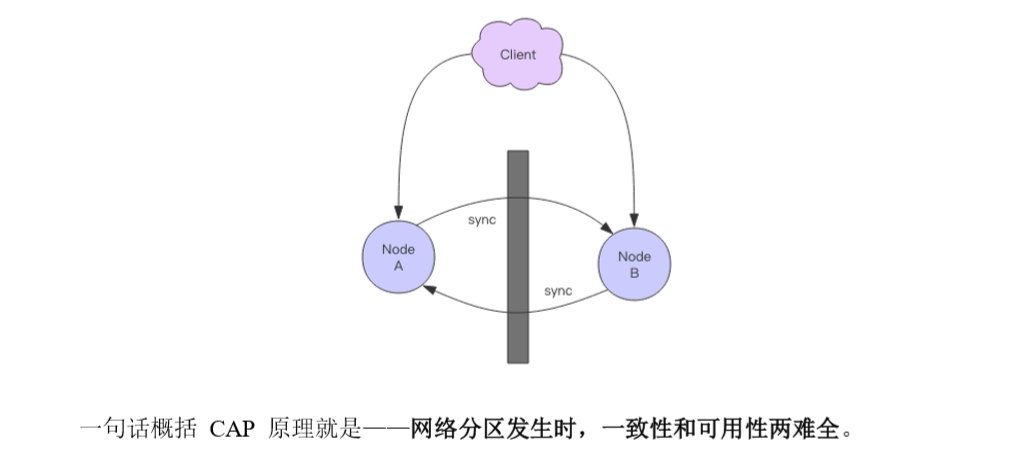 Client
sync
Node
A
Node
B
sync
一句话概括 CAP 原理就是——网络分区发生时，一致性和可用性两难全。